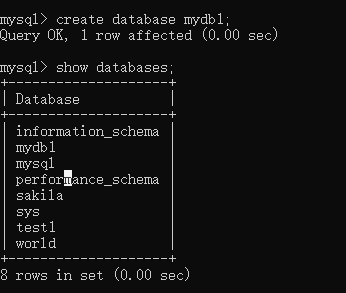 mysql> create database mydb1;
Query OK, 1 row affected (0.00 sec)
mysql> show databases;
+--------------------+
| Database           |
+--------------------+
| information_schema |
| mydb1              |
| mysql              |
| performance_schema |
| sakila             |
| sys                |
| test1              |
| world              |
+--------------------+
8 rows in set (0.00 sec)